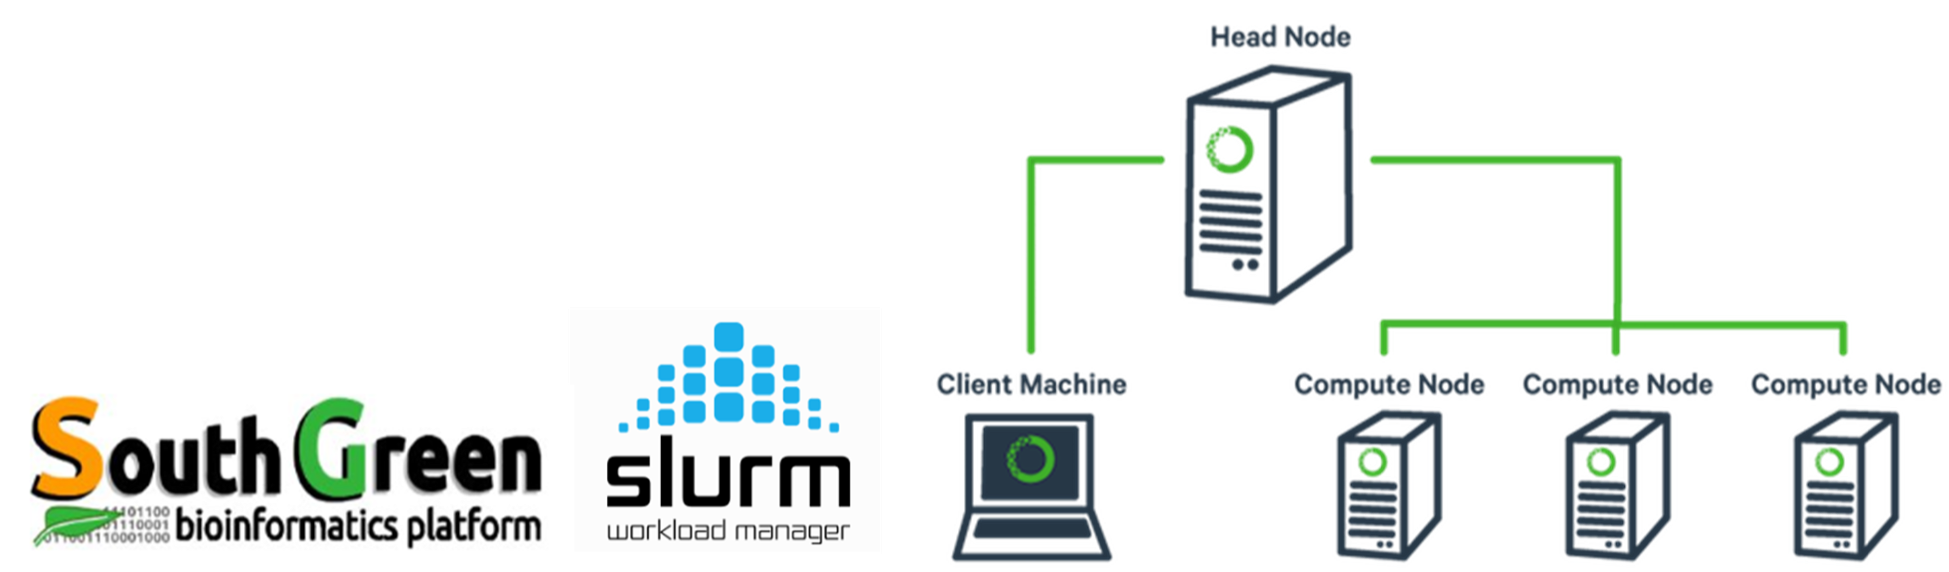 South Green
11101100
01110001
011001110001000
bioinformatics platform
slurm
workload manager
Head Node
Client Machine
Compute Node
Compute Node
Compute Node